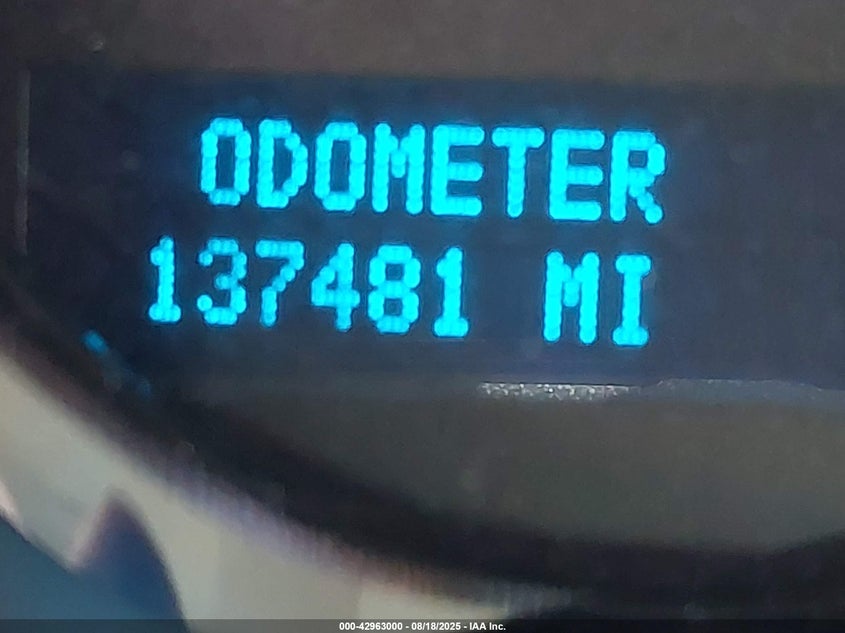 ODOMETER
137481 MI
000-42963000 - 08/18/2025 - IAA Inc.